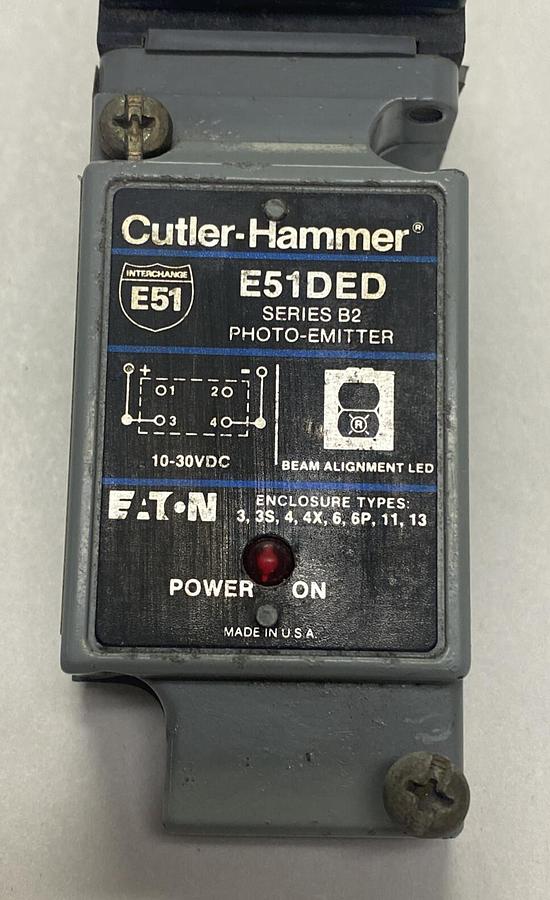 Cutler-Hammer®
INTERCHANGE
E51
E51DED
SERIES B2
PHOTO-EMITTER
+ -
1 2
3 4
R
10-30VDC
BEAM ALIGNMENT LED
EATON
ENCLOSURE TYPES:
3, 3S, 4, 4X, 6, 6P, 11, 13
POWER ON
MADE IN U.S.A.